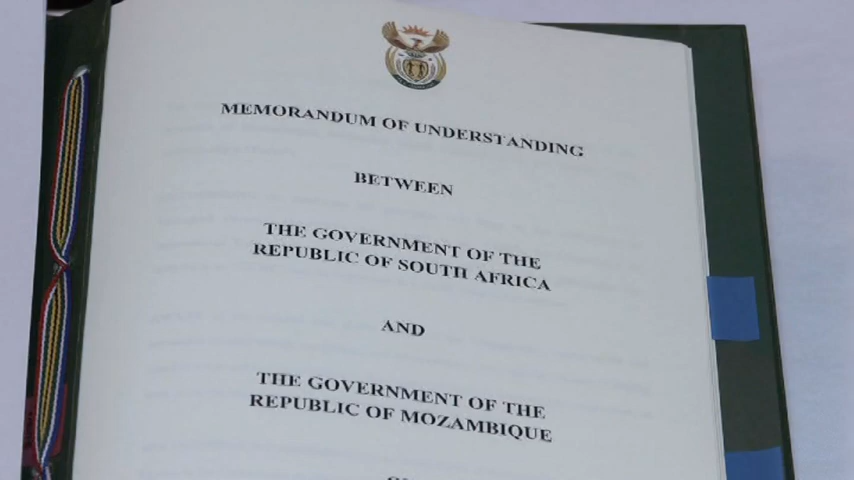 MEMORANDUM OF UNDERSTANDING
BETWEEN
THE GOVERNMENT OF THE
REPUBLIC OF SOUTH AFRICA
AND
THE GOVERNMENT OF THE
REPUBLIC OF MOZAMBIQUE